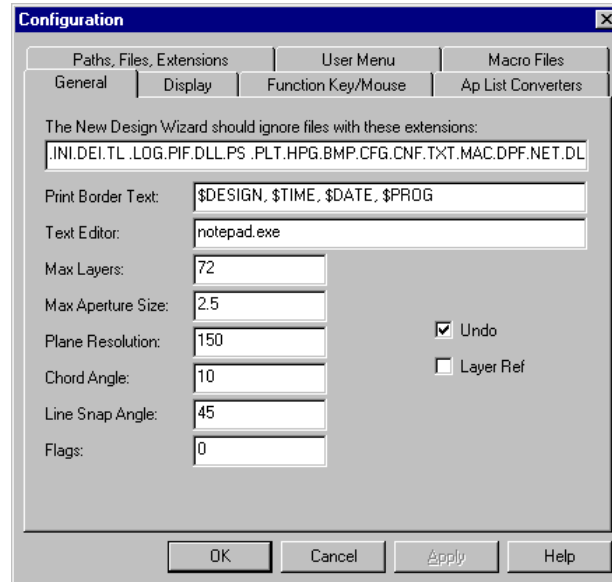 Configuration
Paths, Files, Extensions User Menu Macro Files
General Display Function Key/Mouse Ap List Converters
The New Design Wizard should ignore files with these extensions:
.INI.DEI.TL .LOG.PIF.DLL.PS .PLT.HPG.BMP.CFG.CNF.TXT.MAC.DPF.NET.DL
Print Border Text: $DESIGN, $TIME, $DATE, $PROG
Text Editor: notepad.exe
Max Layers: 72
Max Aperture Size: 2.5
Plane Resolution: 150
Undo
Chord Angle: 10
Layer Ref
Line Snap Angle: 45
Flags: 0
OK Cancel Apply Help